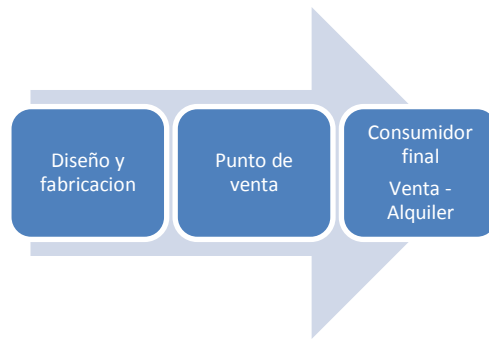 Diseño y
fabricacion
Punto de
venta
Consumidor
final
Venta -
Alquiler